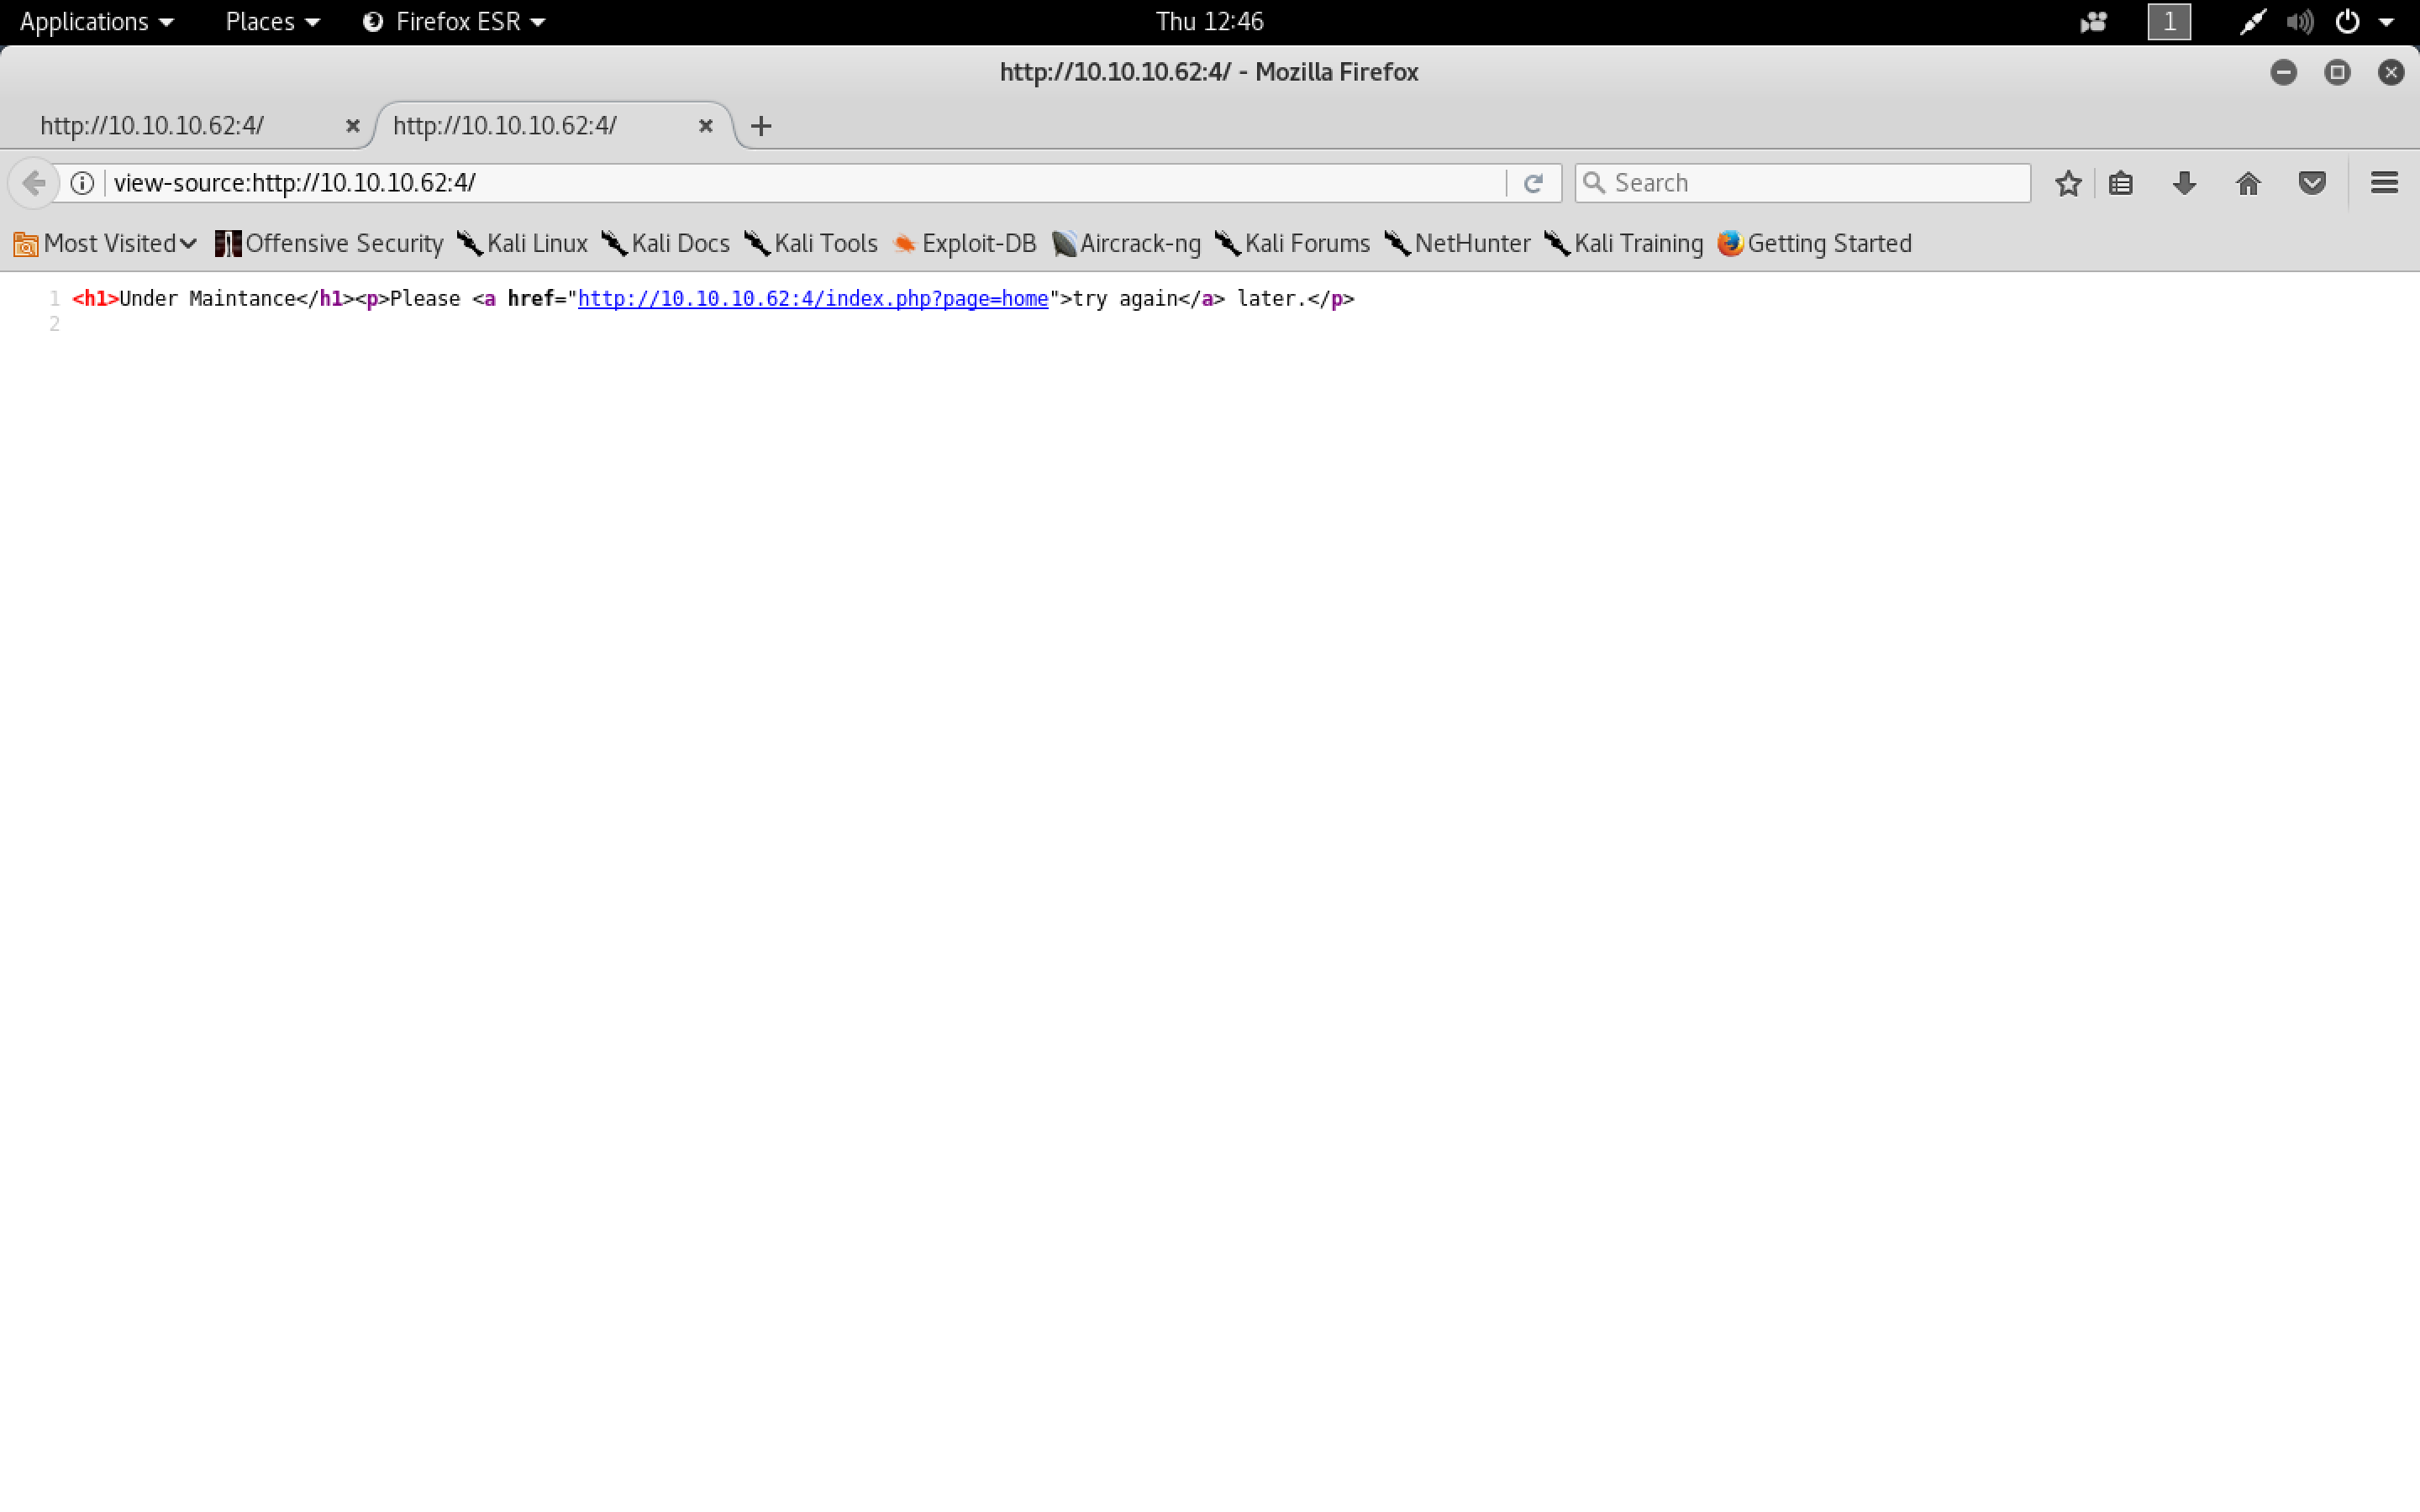 Applications Places Firefox ESR Thu 12:46 1
http://10.10.10.62:4/ - Mozilla Firefox
http://10.10.10.62:4/ http://10.10.10.62:4/
view-source:http://10.10.10.62:4/ Search
Most Visited Offensive Security Kali Linux Kali Docs Kali Tools Exploit-DB Aircrack-ng Kali Forums NetHunter Kali Training Getting Started
1 <h1>Under Maintance</h1><p>Please <a href="http://10.10.10.62:4/index.php?page=home">try again</a> later.</p>
2